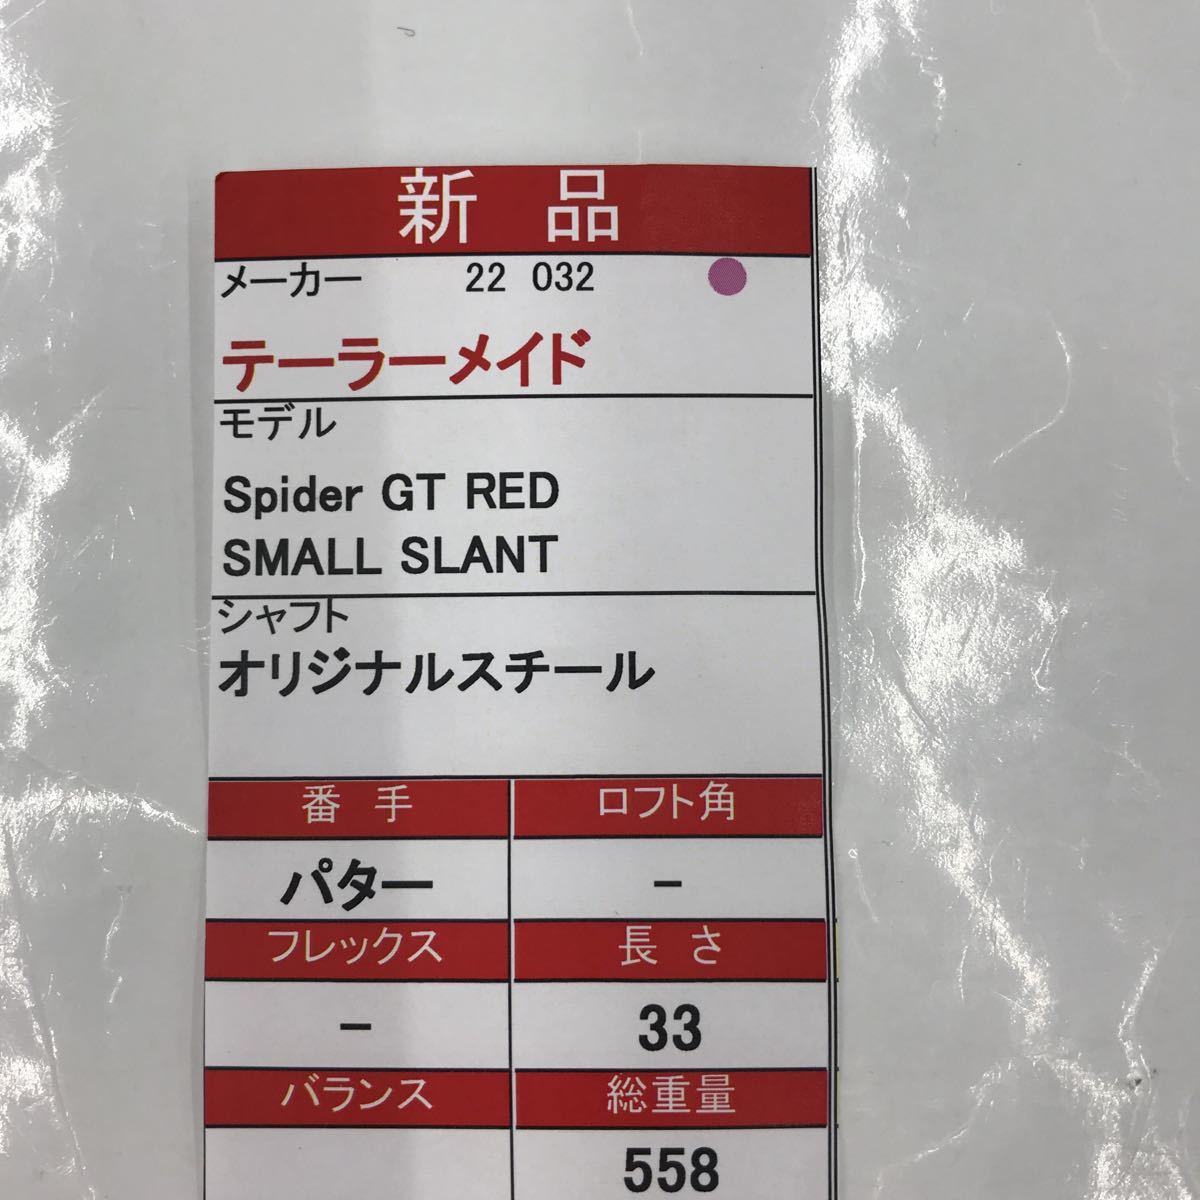 新 品
メーカー 22 032
テーラーメイド
モデル
Spider GT RED
SMALL SLANT
シャフト
オリジナルスチール
番 手 ロフト角
パター -
フレックス 長 さ
- 33
バランス 総重量
558